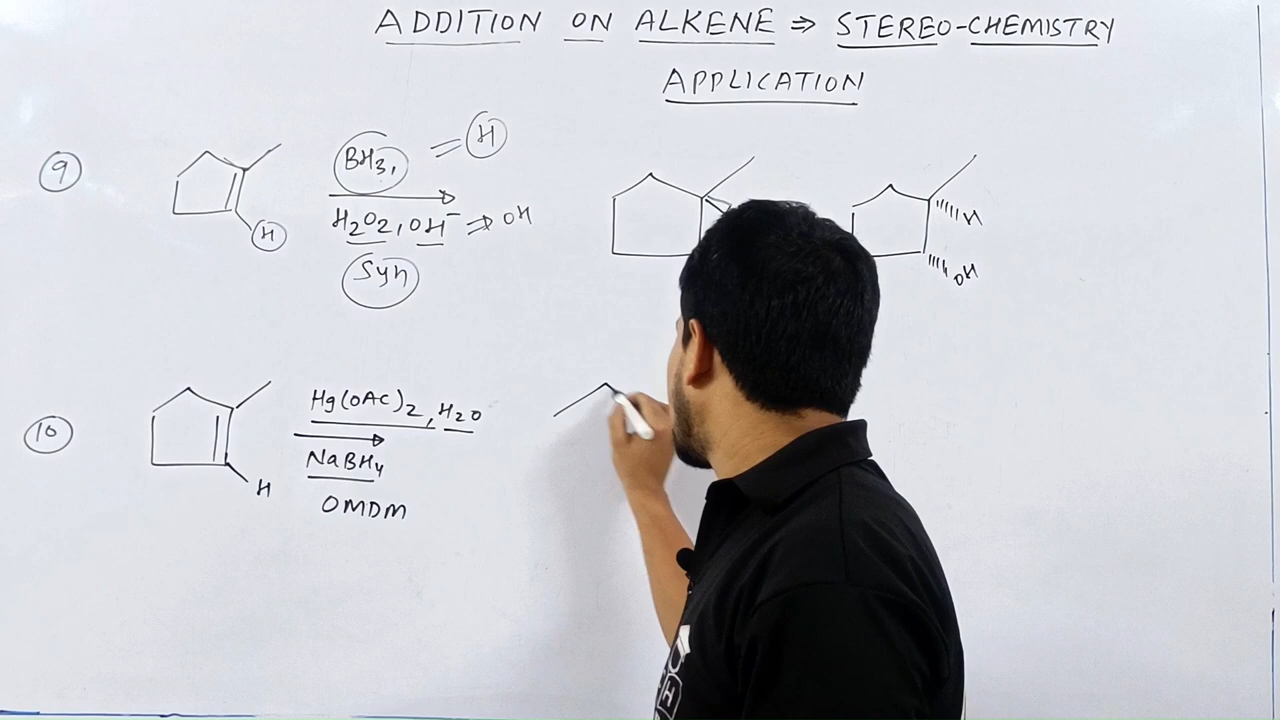 ADDITION ON ALKENE ⇒ STEREO-CHEMISTRY
APPLICATION
9
BH3, = H
H2O2, OH⁻ ⇒ OH
Syn
H
H
OH
10
Hg(OAC)2, H2O
NaBH4
OMDM
H
H